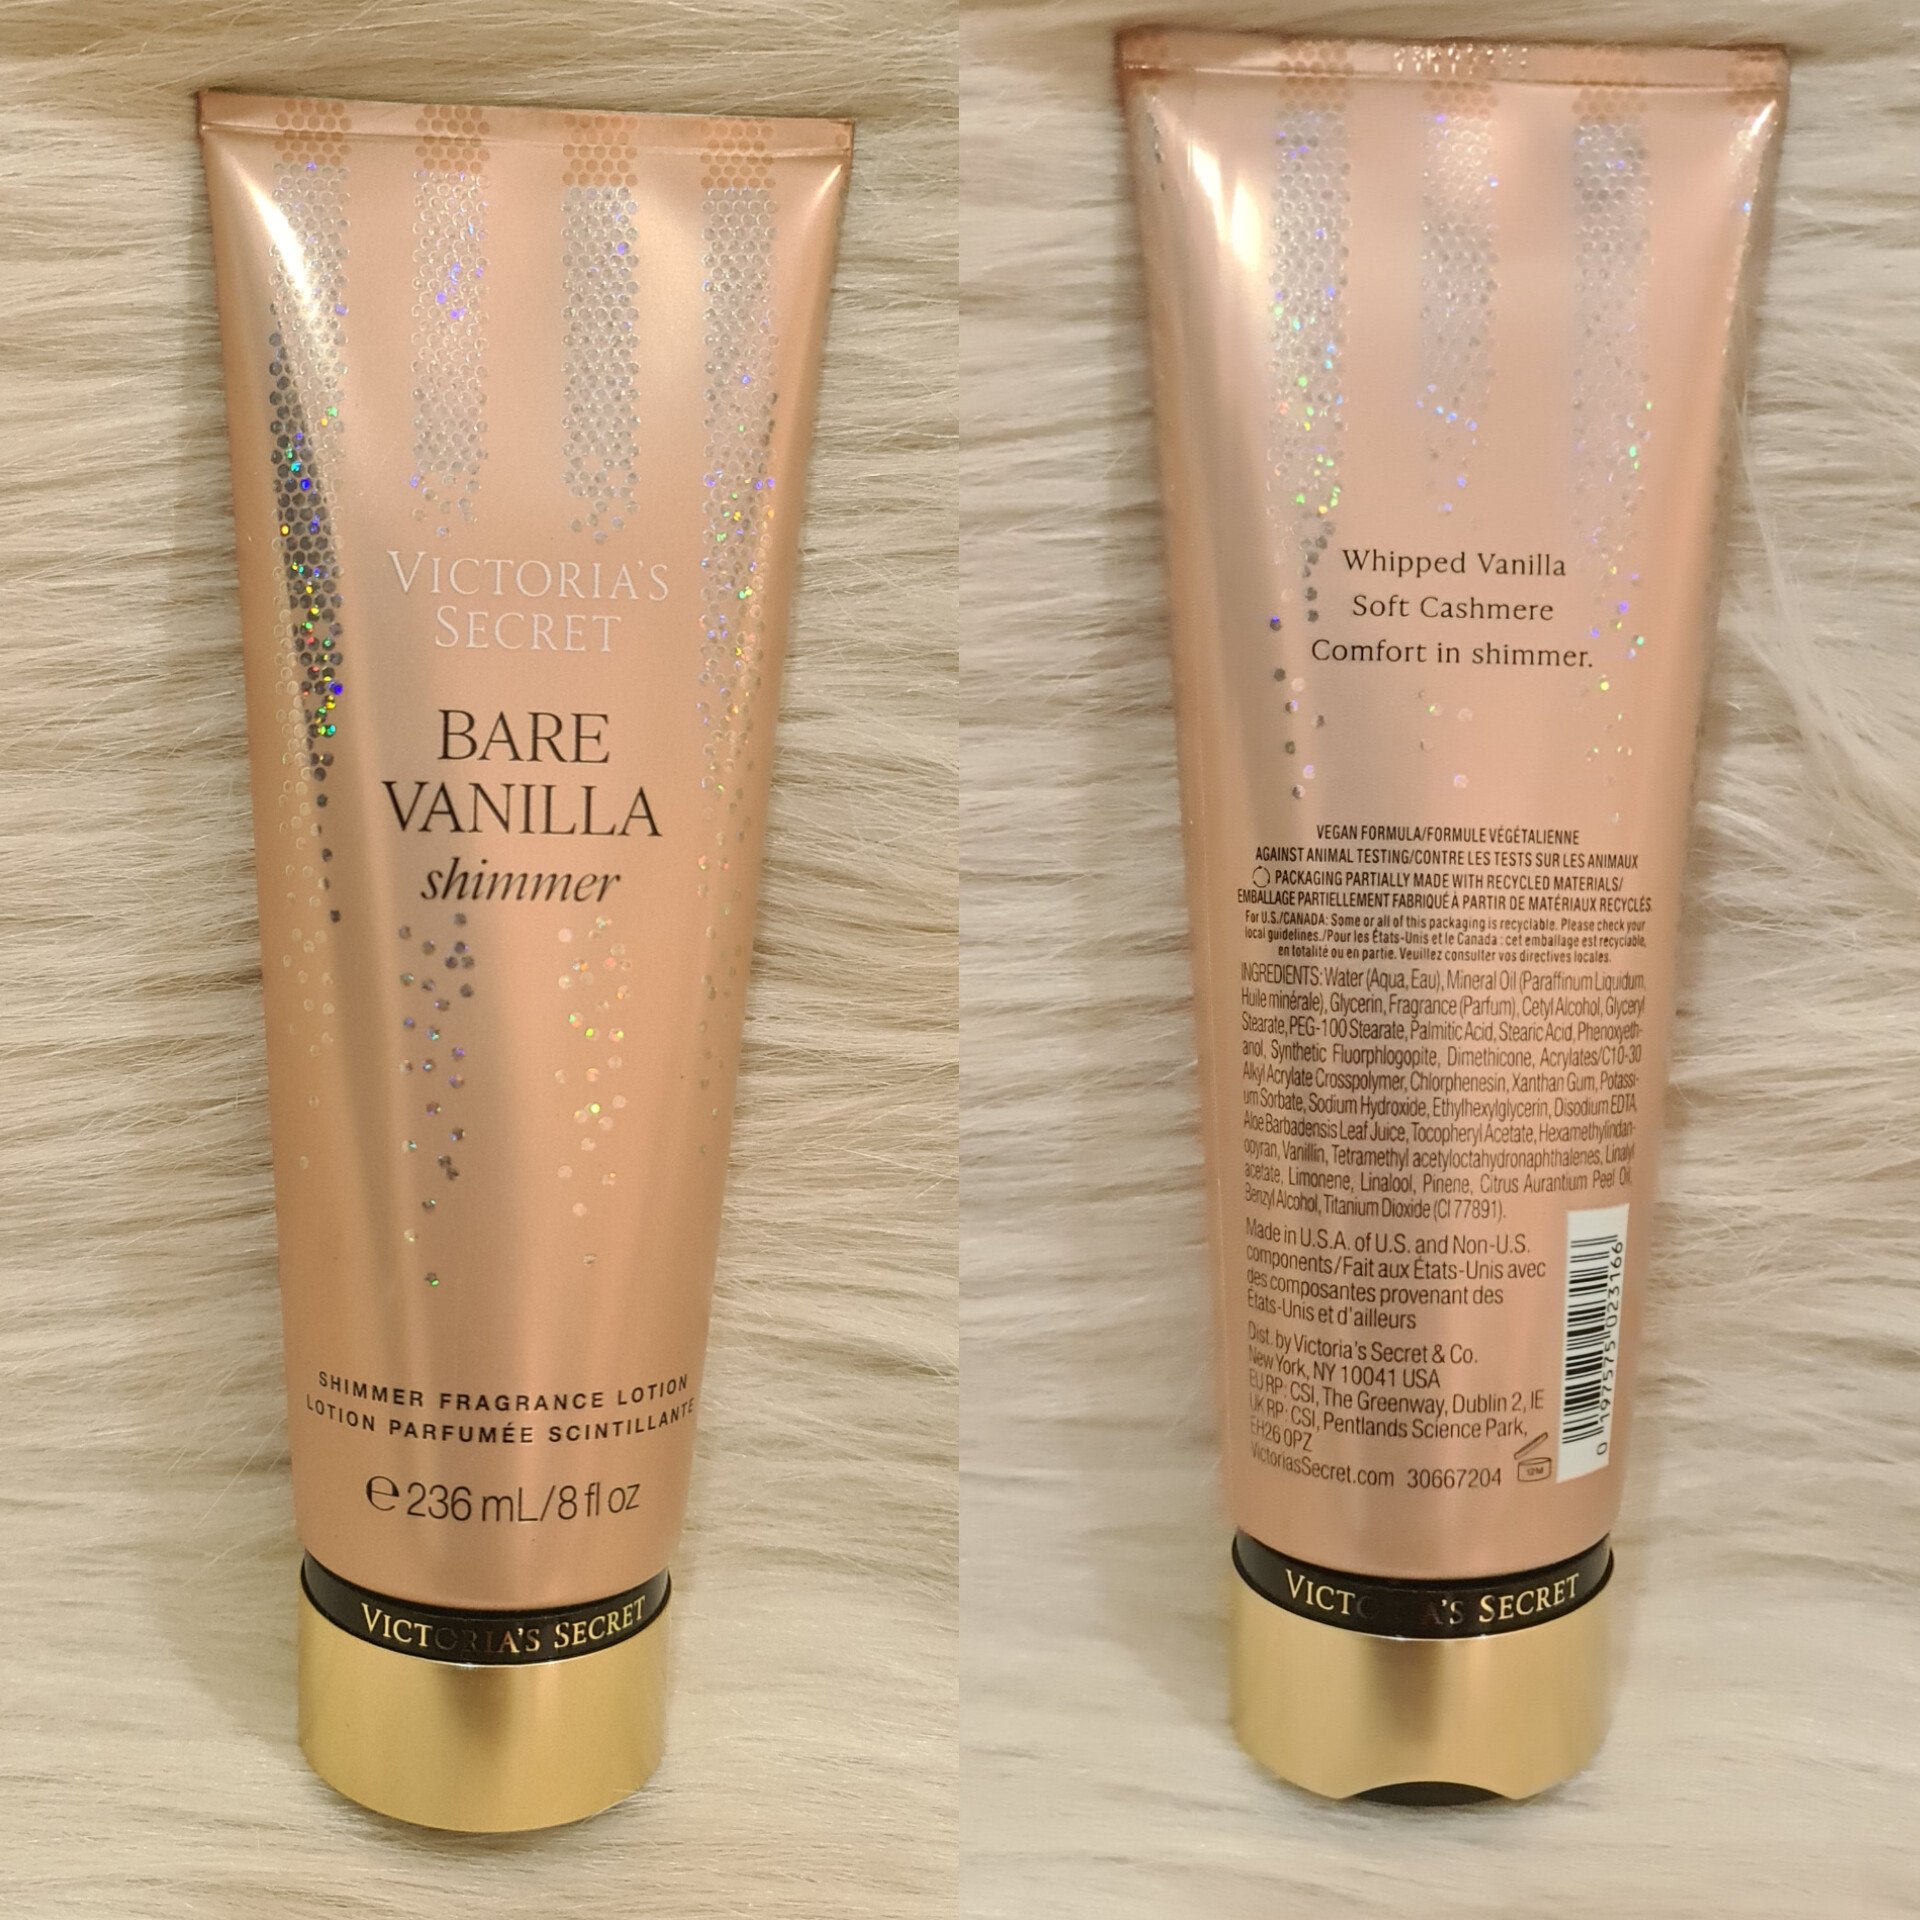 VICTORIA'S
SECRET
BARE
VANILLA
shimmer
SHIMMER FRAGRANCE LOTION
LOTION PARFUMÉE SCINTILLANTE
℮ 236 mL/8 fl oz
VICTORIA'S SECRET
Whipped Vanilla
Soft Cashmere
Comfort in shimmer.
VEGAN FORMULA/FORMULE VÉGÉTALIENNE
AGAINST ANIMAL TESTING/CONTRE LES TESTS SUR LES ANIMAUX
PACKAGING PARTIALLY MADE WITH RECYCLED MATERIALS/
EMBALLAGE PARTIELLEMENT FABRIQUÉ À PARTIR DE MATÉRIAUX RECYCLÉS
For U.S./CANADA: Some or all of this packaging is recyclable. Please check your
local guidelines./Pour les États-Unis et le Canada : cet emballage est recyclable,
en totalité ou en partie. Veuillez consulter vos directives locales.
INGREDIENTS: Water (Aqua, Eau), Mineral Oil (Paraffinum Liquidum,
Huile minérale), Glycerin, Fragrance (Parfum), Cetyl Alcohol, Glyceryl
Stearate, PEG-100 Stearate, Palmitic Acid, Stearic Acid, Phenoxyeth-
anol, Synthetic Fluorphlogopite, Dimethicone, Acrylates/C10-30
Alkyl Acrylate Crosspolymer, Chlorphenesin, Xanthan Gum, Potassi-
um Sorbate, Sodium Hydroxide, Ethylhexylglycerin, Disodium EDTA,
Aloe Barbadensis Leaf Juice, Tocopheryl Acetate, Hexamethylindan-
opyran, Vanillin, Tetramethyl acetyloctahydronaphthalenes, Linalyl
acetate, Limonene, Linalool, Pinene, Citrus Aurantium Peel Oil,
Benzyl Alcohol, Titanium Dioxide (CI 77891).
Made in U.S.A. of U.S. and Non-U.S.
components/Fait aux États-Unis avec
des composantes provenant des
États-Unis et d'ailleurs
Dist. by Victoria's Secret & Co.
New York, NY 10041 USA
EU RP: CSI, The Greenway, Dublin 2, IE
UK RP: CSI, Pentlands Science Park,
EH26 0PZ
VictoriasSecret.com 30667204
12M
0 197575 023166
VICTORIA'S SECRET